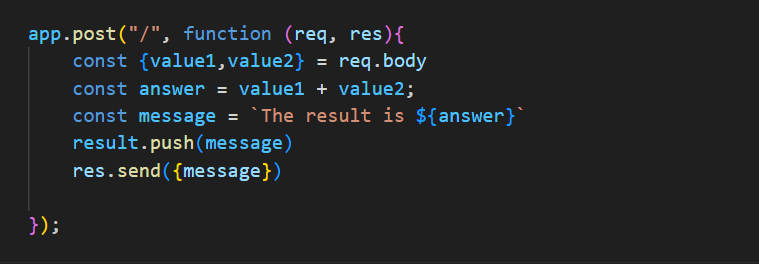 app.post("/", function (req, res){
    const {value1,value2} = req.body
    const answer = value1 + value2;
    const message = `The result is ${answer}`
    result.push(message)
    res.send({message})
});